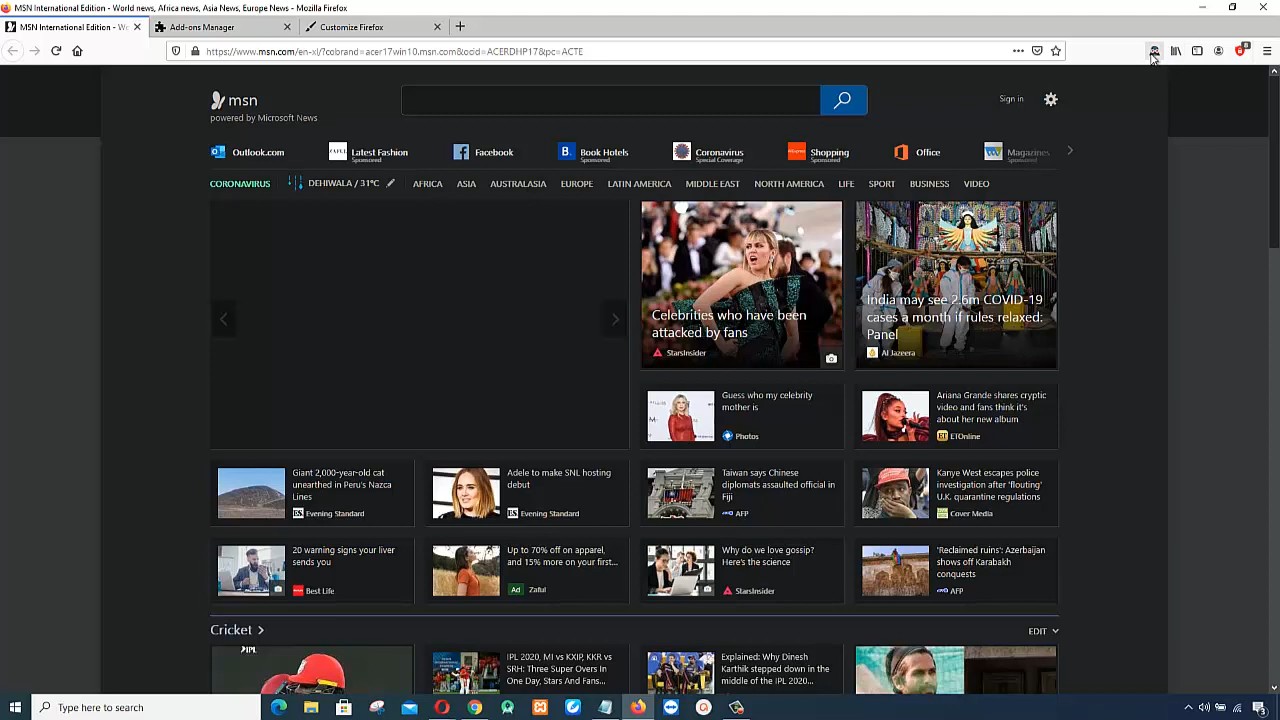 MSN International Edition - World news, Africa news, Asia News, Europe News - Mozilla Firefox
MSN International Edition - Wo
Add-ons Manager
Customize Firefox
https://www.msn.com/en-xl/?cobrand=acer17win10.msn.com&ocid=ACERDHP17&pc=ACTE
msn
powered by Microsoft News
Sign in
Outlook.com
Latest Fashion
Sponsored
Facebook
Book Hotels
Sponsored
Coronavirus
Special Coverage
Shopping
Sponsored
Office
Magazines
Sponsored
CORONAVIRUS
DEHIWALA / 31°C
AFRICA
ASIA
AUSTRALASIA
EUROPE
LATIN AMERICA
MIDDLE EAST
NORTH AMERICA
LIFE
SPORT
BUSINESS
VIDEO
Celebrities who have been
attacked by fans
StarsInsider
India may see 2.6m COVID-19
cases a month if rules relaxed:
Panel
Al Jazeera
Guess who my celebrity
mother is
Photos
Ariana Grande shares cryptic
video and fans think it's
about her new album
ETOnline
Giant 2,000-year-old cat
unearthed in Peru's Nazca
Lines
Evening Standard
Adele to make SNL hosting
debut
Evening Standard
Taiwan says Chinese
diplomats assaulted official in
Fiji
AFP
Kanye West escapes police
investigation after 'flouting'
U.K. quarantine regulations
Cover Media
20 warning signs your liver
sends you
Best Life
Up to 70% off on apparel,
and 15% more on your first...
Ad
Zaful
Why do we love gossip?
Here's the science
StarsInsider
'Reclaimed ruins': Azerbaijan
shows off Karabakh
conquests
AFP
Cricket
EDIT
IPL 2020, MI vs KXIP, KKR vs
SRH: Three Super Overs In
One Day, Stars And Fans...
Explained: Why Dinesh
Karthik stepped down in the
middle of the IPL 2020...
Type here to search